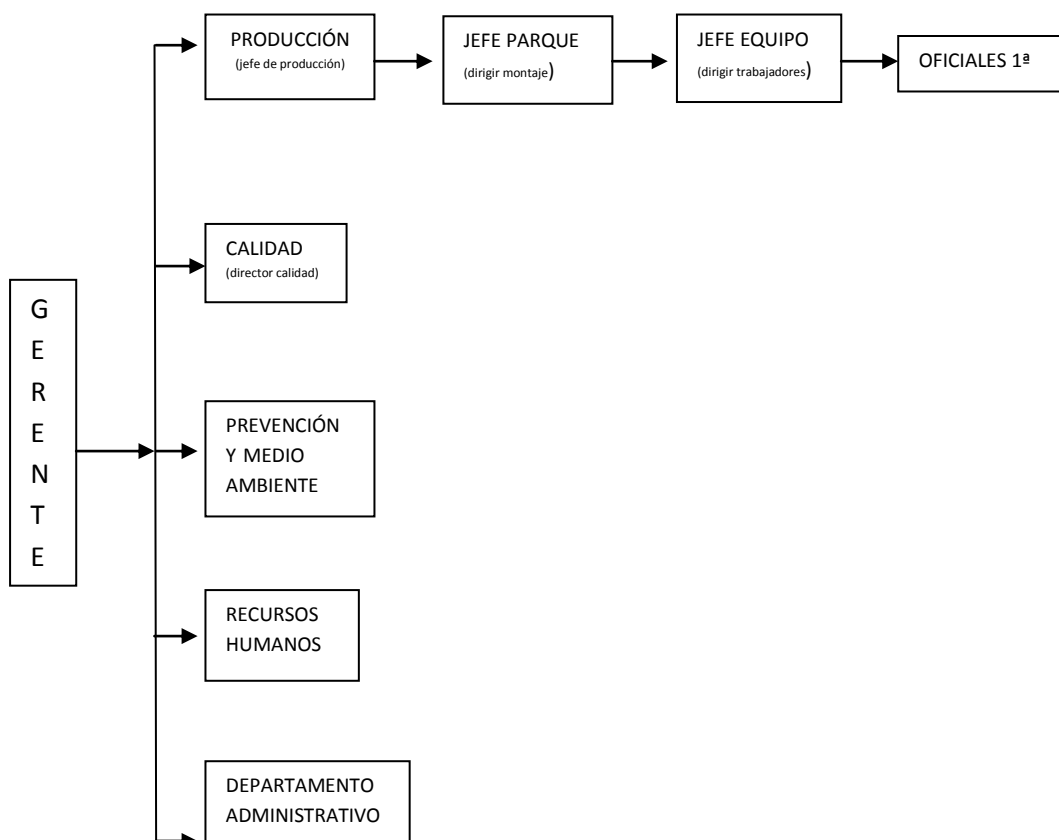 PRODUCCIÓN
(jefe de producción)
JEFE PARQUE
(dirigir montaje)
JEFE EQUIPO
(dirigir trabajadores)
OFICIALES 1ª
CALIDAD
(director calidad)
G
E
R
E
N
T
E
PREVENCIÓN
Y MEDIO
AMBIENTE
RECURSOS
HUMANOS
DEPARTAMENTO
ADMINISTRATIVO